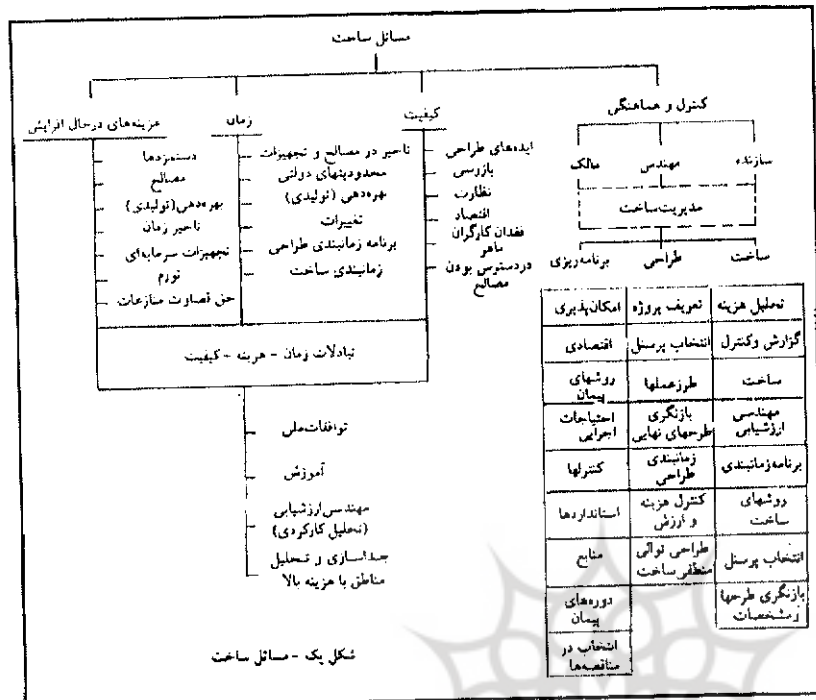 مسائل ساخت
کنترل و هماهنگی
سازنده
مهندس
مالک
مدیریت ساخت
ساخت
طراحی
برنامه‌ریزی
تحلیل هزینه
تعریف پروژه
امکان‌پذیری
گزارش وکنترل
انتخاب پرسنل
اقتصادی
ساخت
طرزعملها
روشهای
پیمان
مهندسی
ارزشیابی
بازنگری
طرحهای نهایی
احتیاجات
اجرایی
برنامه‌زمانبندی
زمانبندی
طراحی
کنترلها
روشهای
ساخت
کنترل هزینه
و ارزش
استانداردها
انتخاب پرسنل
طراحی توالی
منطقی ساخت
منابع
بازنگری طرحها
ومشخصات
دوره‌های
پیمان
انتخاب در
مناقصه‌ها
کیفیت
ایده‌های طراحی
بازرسی
نظارت
اقتصاد
فقدان کارگران
ماهر
دردسترس بودن
مصالح
زمان
تاخیر در مصالح و تجهیزات
محدودیتهای دولتی
بهره‌دهی (تولیدی)
تغییرات
برنامه زمانبندی طراحی
زمانبندی ساخت
هزینه‌های درحال افزایش
دستمزدها
مصالح
بهره‌دهی(تولیدی)
تاخیر زمان
تجهیزات سرمایه‌ای
تورم
حق قضاوت منازعات
تبادلات زمان - هزینه - کیفیت
توافقات‌ملی
آموزش
مهندسی‌ارزشیابی
(تحلیل کارکردی)
جداسازی و تحلیل
مناطق با هزینه بالا
شکل یک - مسائل ساخت